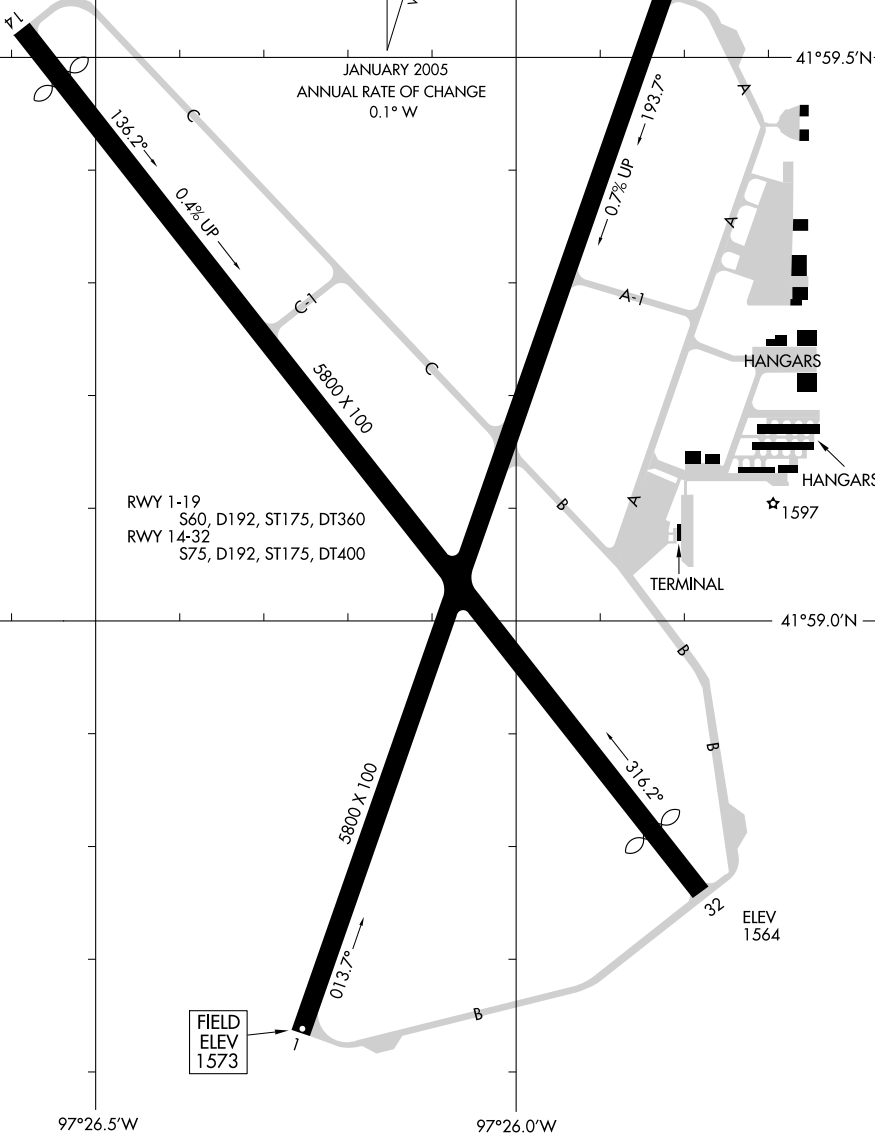 14
V
JANUARY 2005
ANNUAL RATE OF CHANGE
0.1° W
41°59.5'N
A
193.7°
C
136.2°
0.7% UP
0.4% UP
A
C-1
A-1
C
HANGARS
5800 X 100
HANGARS
RWY 1-19
S60, D192, ST175, DT360
RWY 14-32
S75, D192, ST175, DT400
A
B
1597
TERMINAL
41°59.0'N
B
B
316.2°
5800 X 100
32
ELEV
1564
013.7°
B
FIELD
ELEV
1573
1
97°26.5'W
97°26.0'W